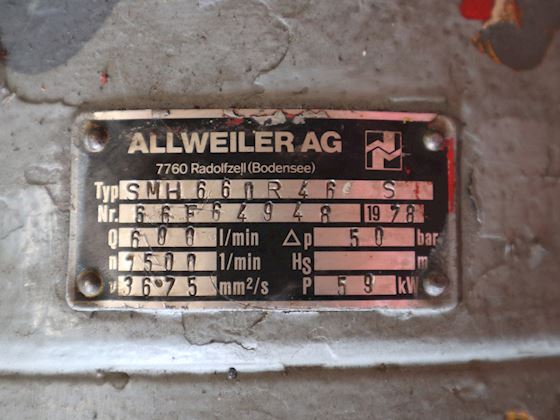 ALLWEILER AG
7760 Radolfzell (Bodensee)
Typ SMH 660R46 S
Nr. 66F64948 1978
Q 600 l/min Δp 50 bar
n 1500 1/min HS m
ν 36·75 mm²/s P 59 kW